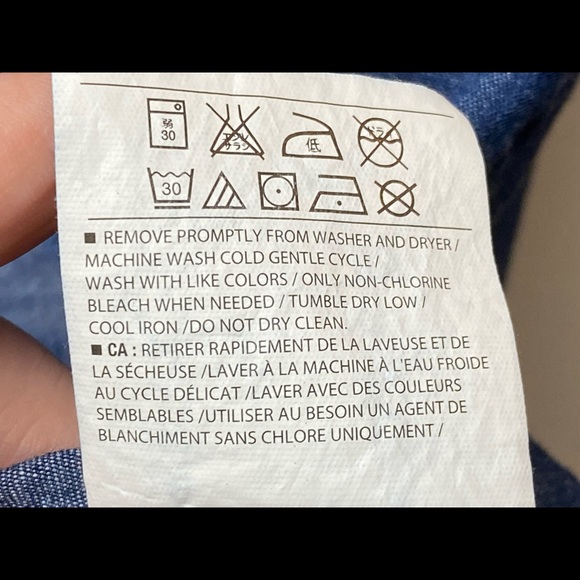 弱 30 エンソ サラシ 低 ドライ
30
■ REMOVE PROMPTLY FROM WASHER AND DRYER /
MACHINE WASH COLD GENTLE CYCLE /
WASH WITH LIKE COLORS / ONLY NON-CHLORINE
BLEACH WHEN NEEDED / TUMBLE DRY LOW /
COOL IRON /DO NOT DRY CLEAN.
■ CA : RETIRER RAPIDEMENT DE LA LAVEUSE ET DE
LA SÉCHEUSE /LAVER À LA MACHINE À L'EAU FROIDE
AU CYCLE DÉLICAT /LAVER AVEC DES COULEURS
SEMBLABLES /UTILISER AU BESOIN UN AGENT DE
BLANCHIMENT SANS CHLORE UNIQUEMENT /